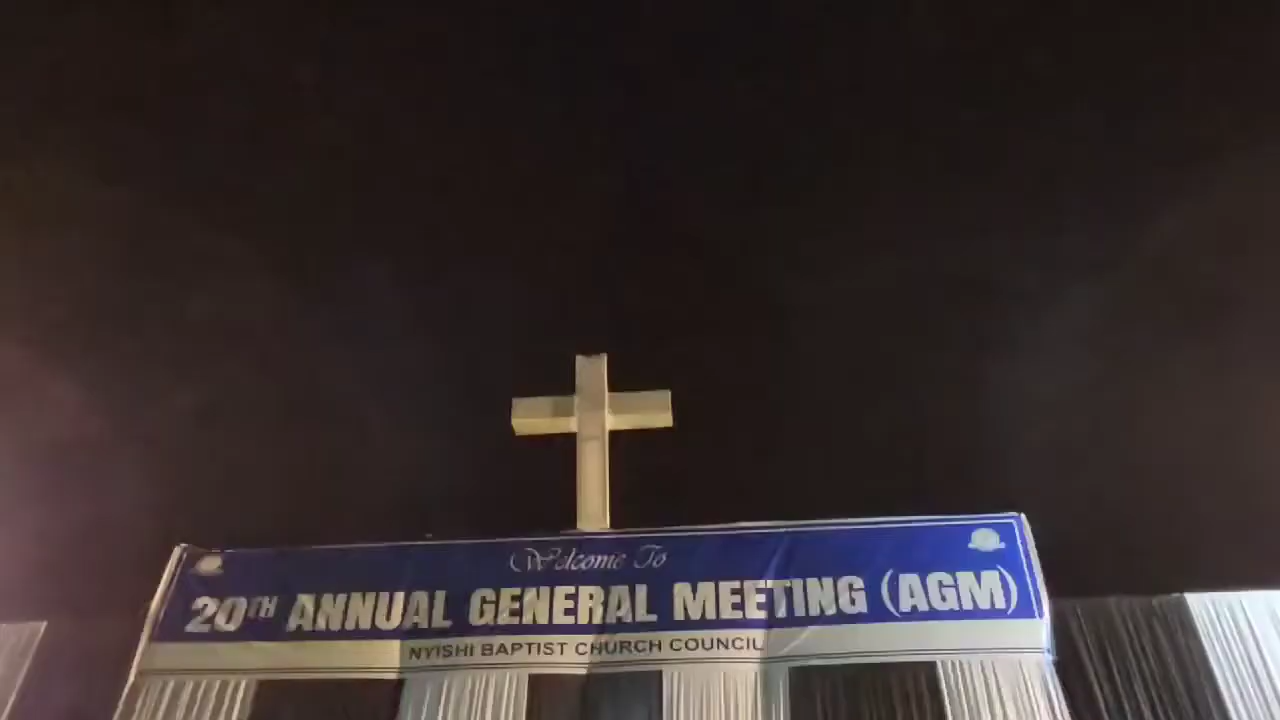 Welcome To
20TH ANNUAL GENERAL MEETING (AGM)
NYISHI BAPTIST CHURCH COUNCIL